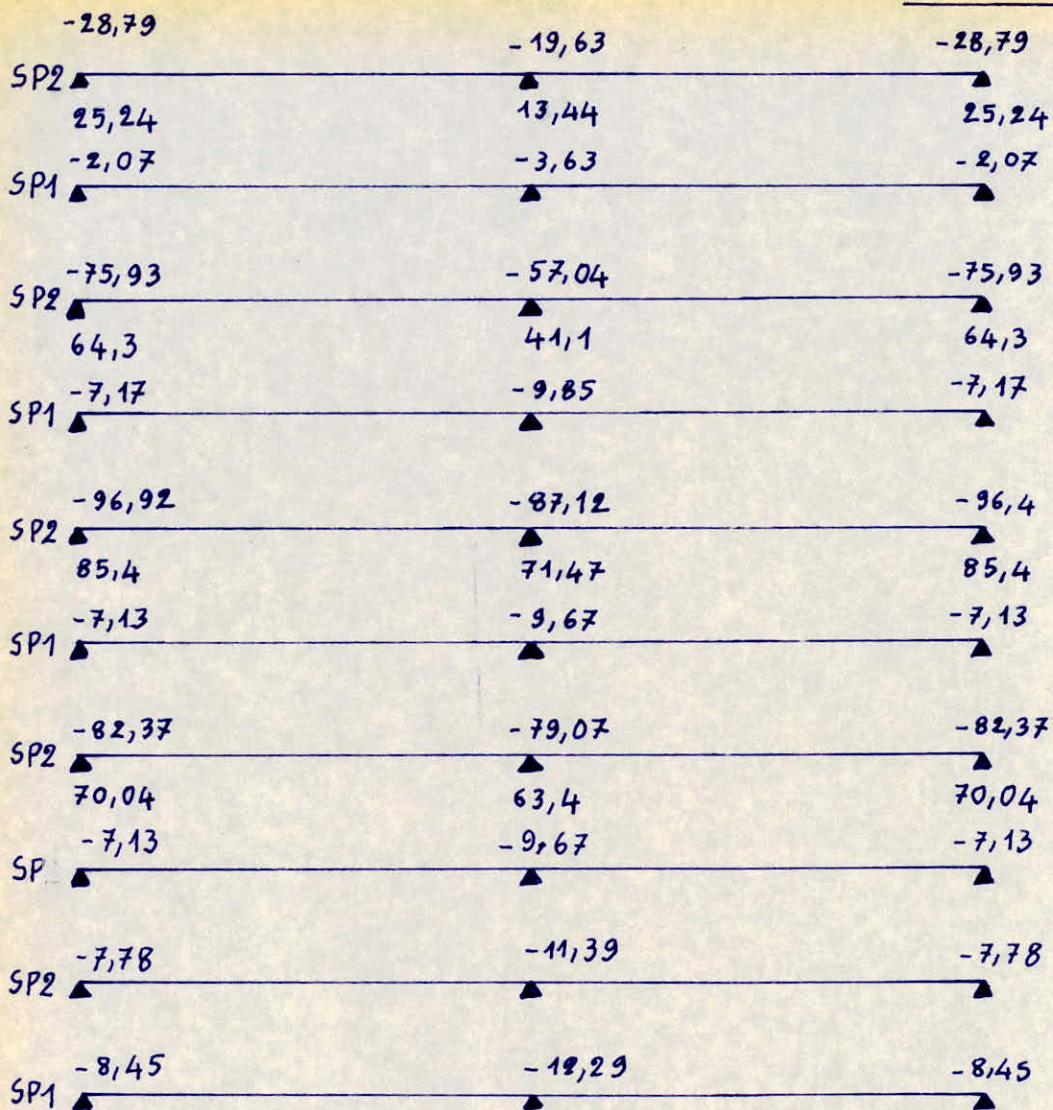 -28,79 -19,63 -28,79
SP2
25,24 13,44 25,24
-2,07 -3,63 -2,07
SP1
-75,93 -57,04 -75,93
SP2
64,3 41,1 64,3
-7,17 -9,85 -7,17
SP1
-96,92 -87,12 -96,4
SP2
85,4 71,47 85,4
-7,13 -9,67 -7,13
SP1
-82,37 -79,07 -82,37
SP2
70,04 63,4 70,04
-7,13 -9,67 -7,13
SP
-7,78 -11,39 -7,78
SP2
-8,45 -12,29 -8,45
SP1